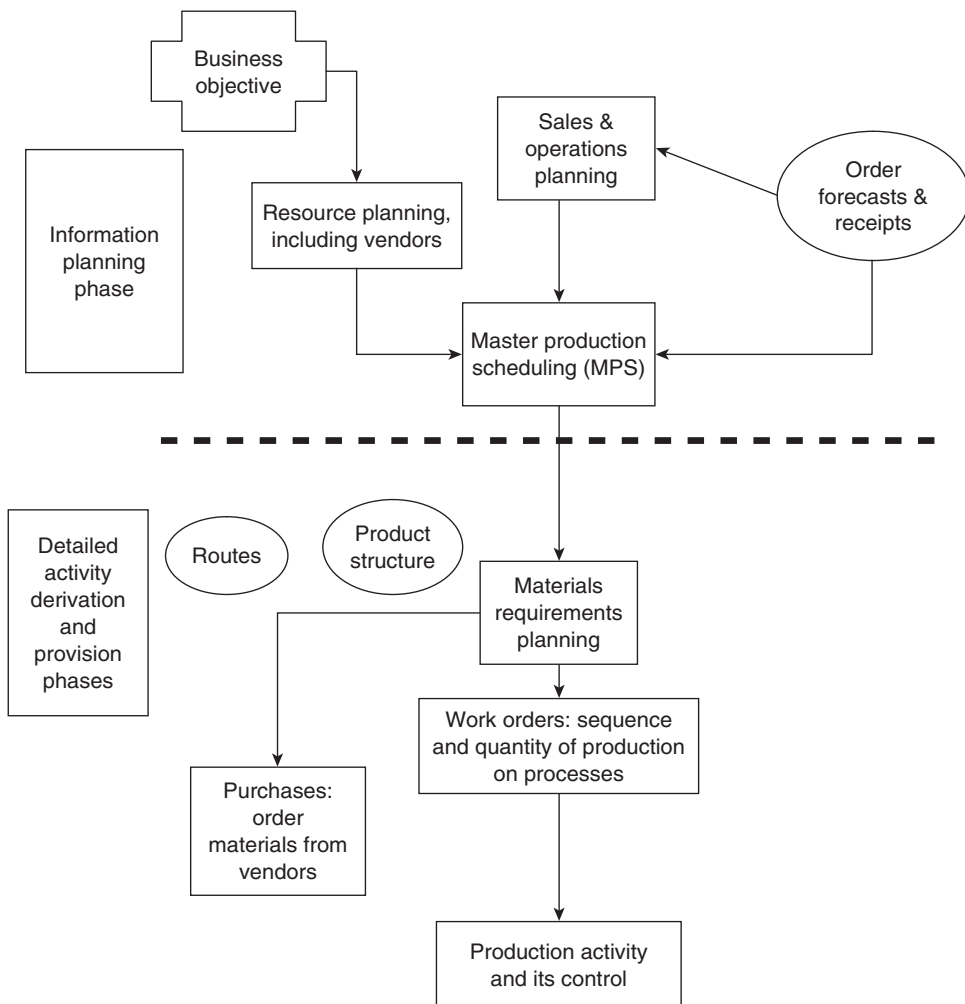 Business
objective
Sales &
operations
planning
Order
forecasts &
receipts
Information
planning
phase
Resource planning,
including vendors
Master production
scheduling (MPS)
Detailed
activity
derivation
and
provision
phases
Routes
Product
structure
Materials
requirements
planning
Work orders: sequence
and quantity of production
on processes
Purchases:
order
materials from
vendors
Production activity
and its control